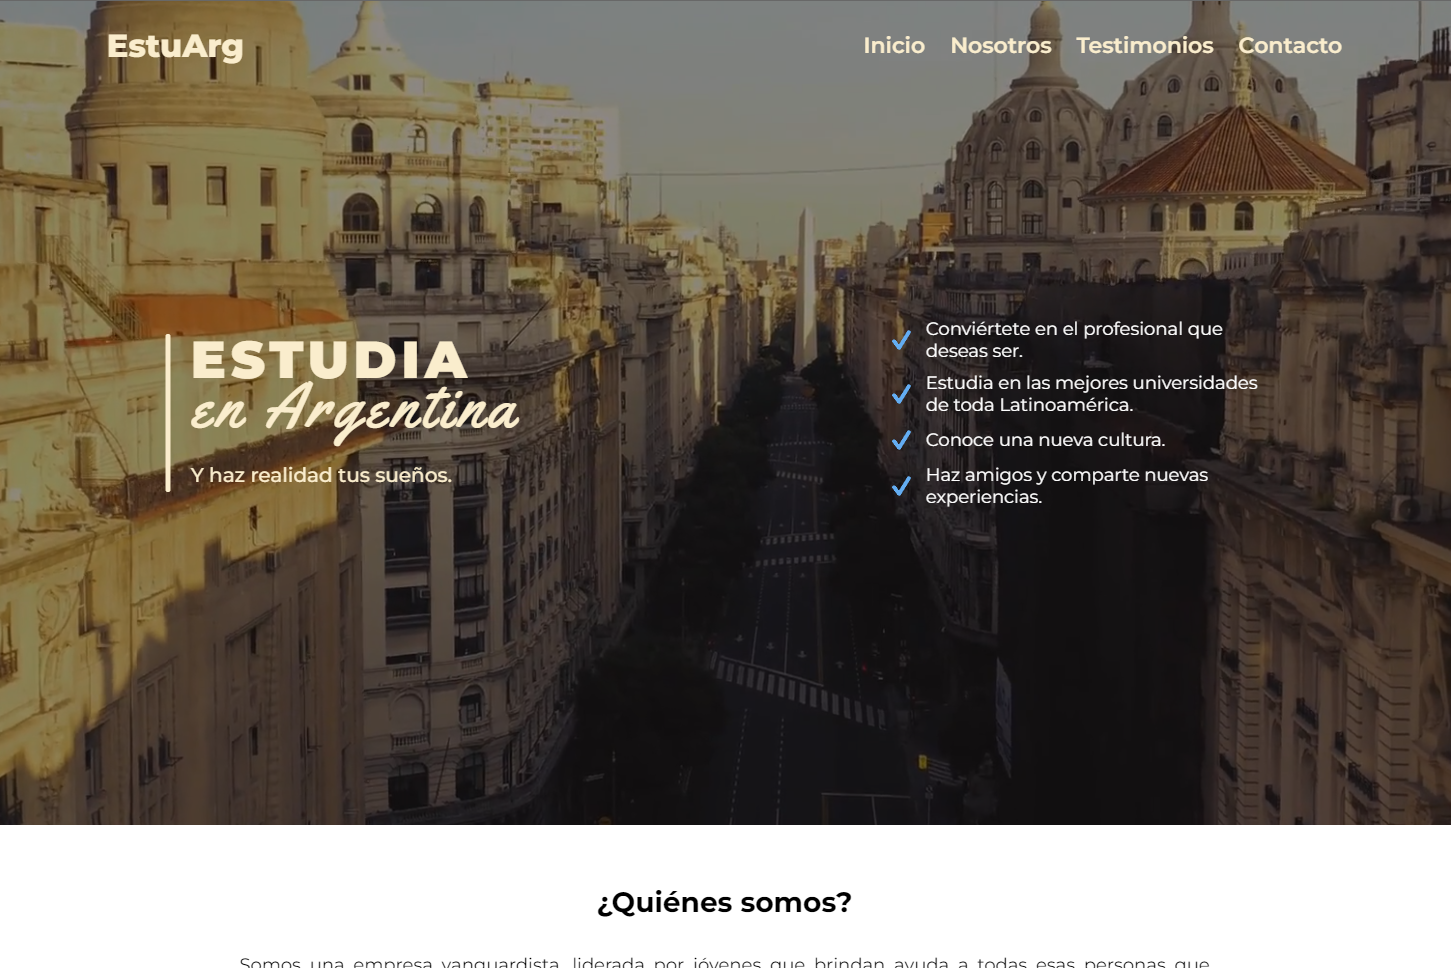 EstuArg
Inicio Nosotros Testimonios Contacto
ESTUDIA
en Argentina
Y haz realidad tus sueños.
Conviértete en el profesional que
deseas ser.
Estudia en las mejores universidades
de toda Latinoamérica.
Conoce una nueva cultura.
Haz amigos y comparte nuevas
experiencias.
¿Quiénes somos?
Somos una empresa vanguardista, liderada por jóvenes que brindan ayuda a todas esas personas que